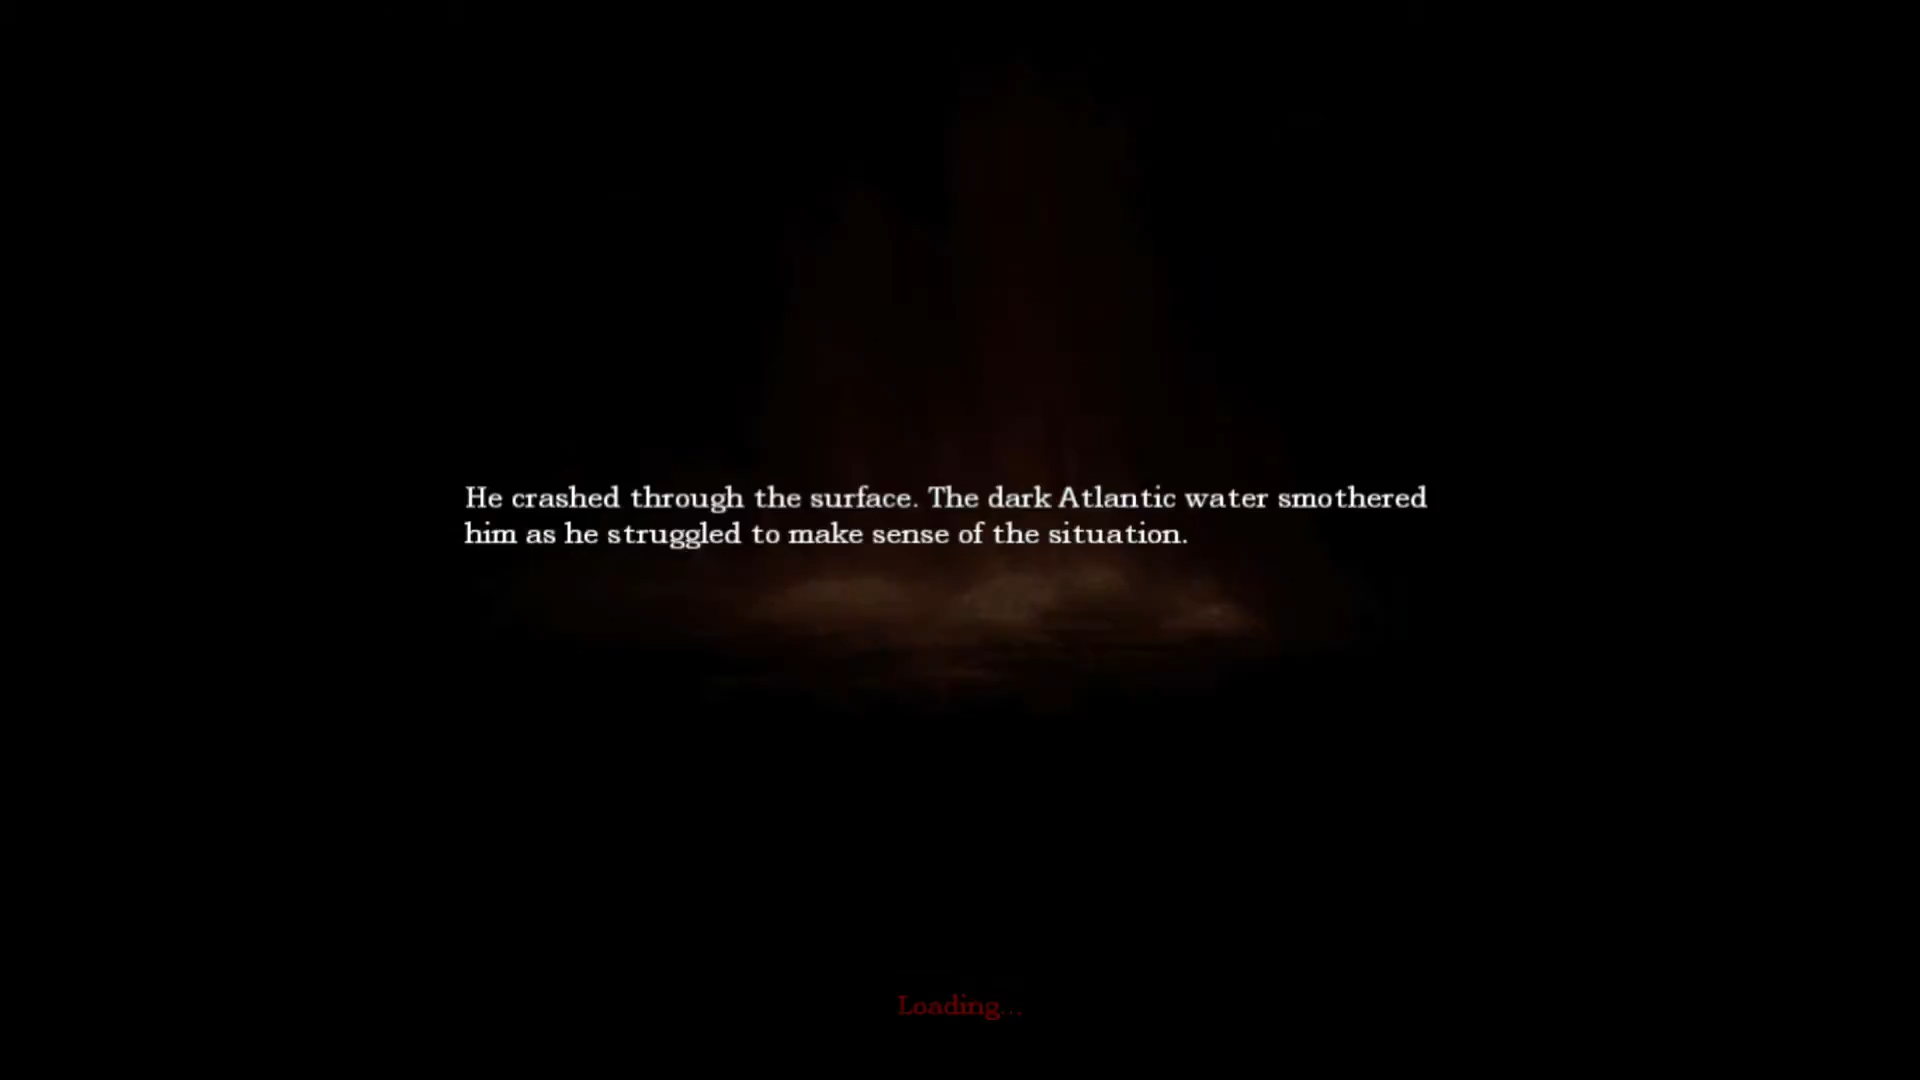 He crashed through the surface. The dark Atlantic water smothered
him as he struggled to make sense of the situation.
Loading...